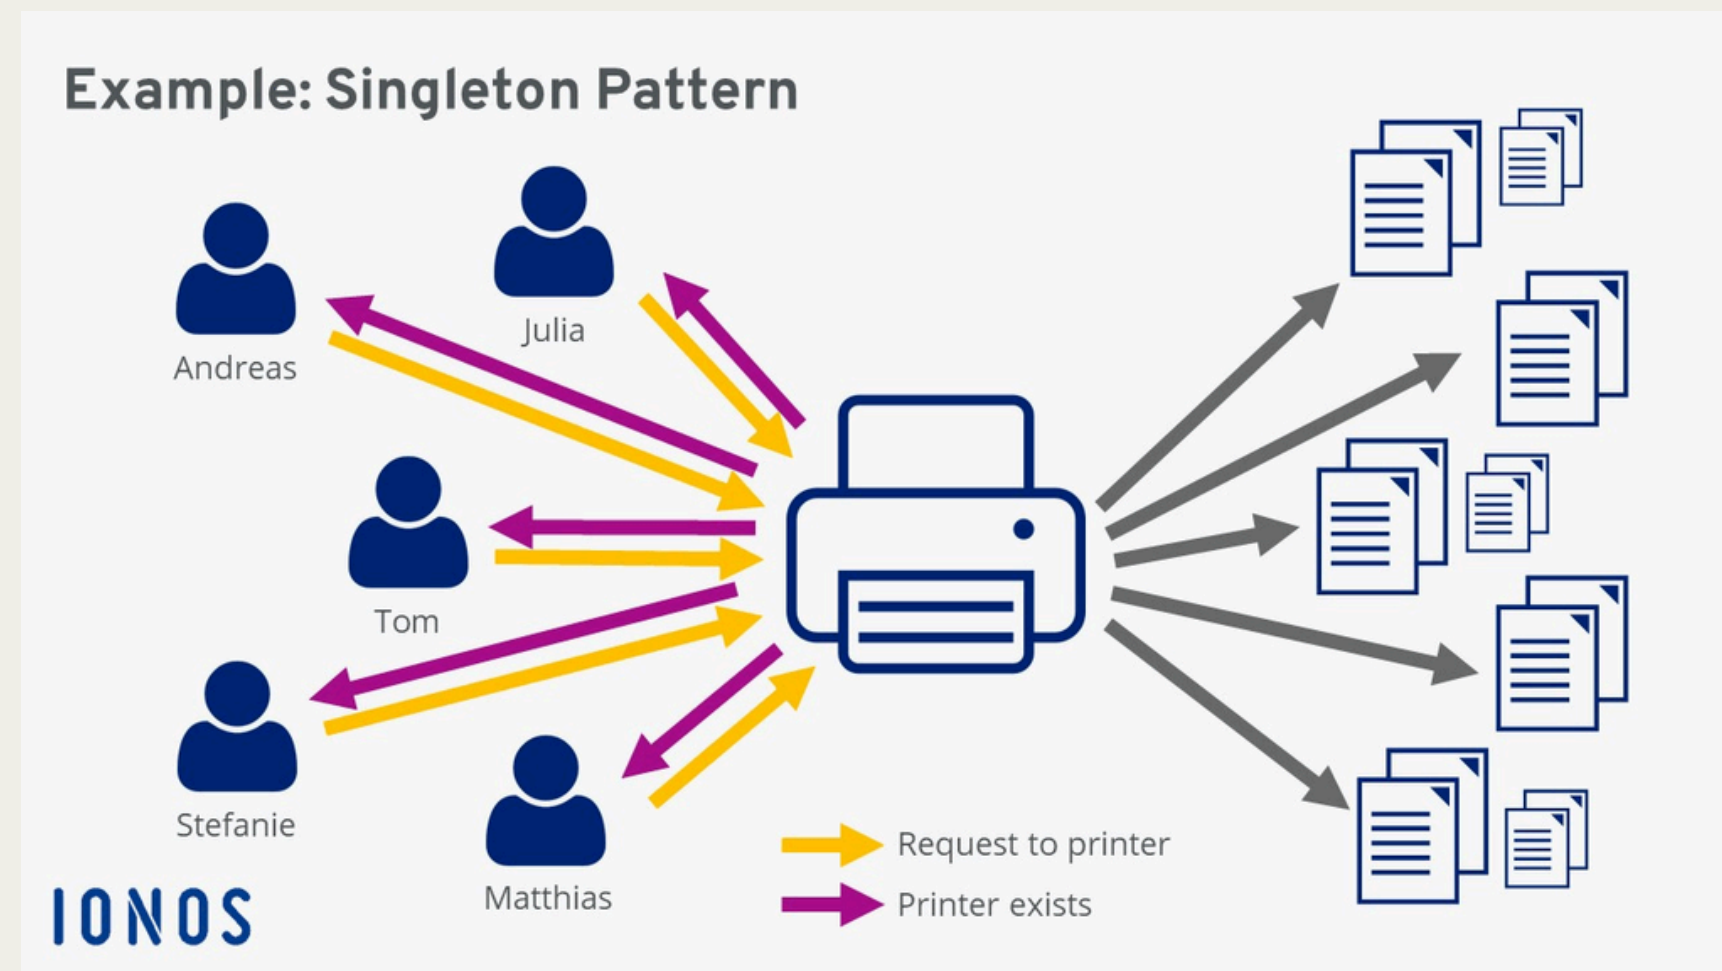 Example: Singleton Pattern
Julia
Andreas
Tom
Stefanie
Matthias
Request to printer
Printer exists
IONOS